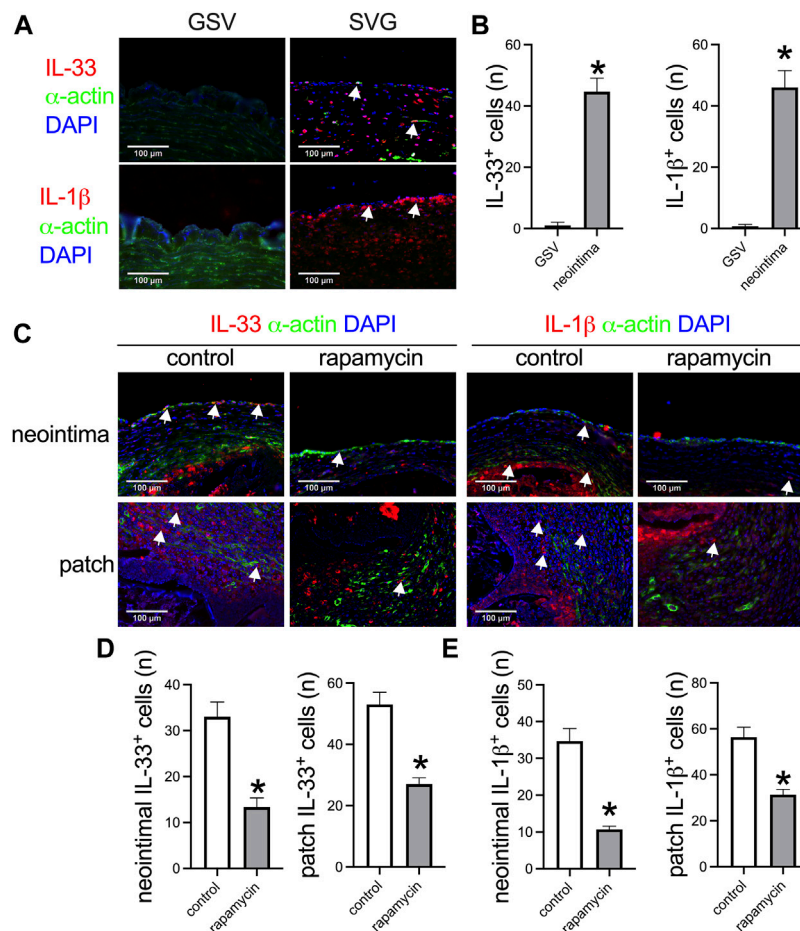 A
GSV
SVG
IL-33
α-actin
DAPI
100 µm
100 µm
IL-1β
α-actin
DAPI
100 µm
100 µm
B
IL-33⁺ cells (n)
60
40
20
0
*
GSV
neointima
IL-1β⁺ cells (n)
60
40
20
0
*
GSV
neointima
C
IL-33 α-actin DAPI
IL-1β α-actin DAPI
control
rapamycin
control
rapamycin
neointima
100 µm
100 µm
100 µm
100 µm
patch
100 µm
100 µm
100 µm
100 µm
D
neointimal IL-33⁺ cells (n)
40
30
20
10
0
*
control
rapamycin
patch IL-33⁺ cells (n)
60
40
20
0
*
control
rapamycin
E
neointimal IL-1β⁺ cells (n)
50
40
30
20
10
0
*
control
rapamycin
patch IL-1β⁺ cells (n)
80
60
40
20
0
*
control
rapamycin